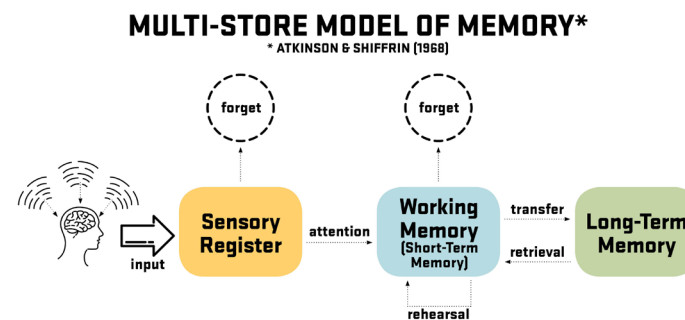 MULTI-STORE MODEL OF MEMORY*
* ATKINSON & SHIFFRIN (1968)
forget
forget
input
Sensory
Register
attention
Working
Memory
(Short-Term
Memory)
rehearsal
transfer
retrieval
Long-Term
Memory